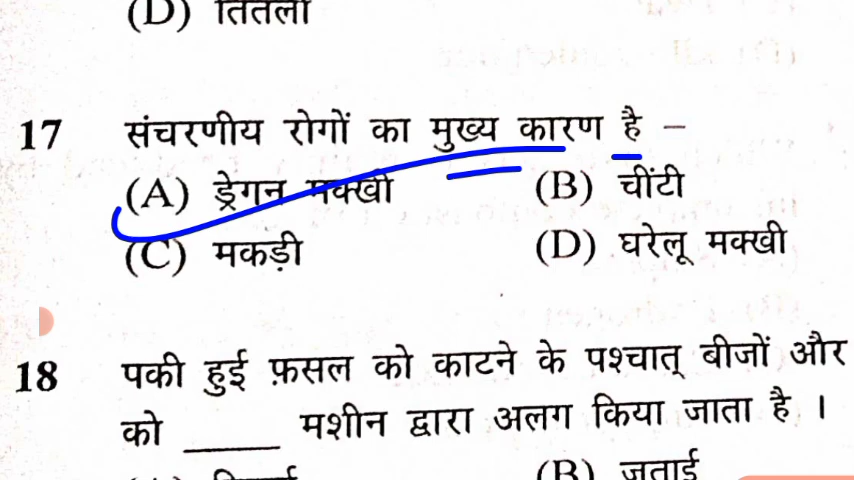 (D) तितली
17 संचरणीय रोगों का मुख्य कारण है –
(A) ड्रेगन मक्खी (B) चींटी
(C) मकड़ी (D) घरेलू मक्खी
18 पकी हुई फ़सल को काटने के पश्चात् बीजों और
को _____ मशीन द्वारा अलग किया जाता है ।
(B) जुताई